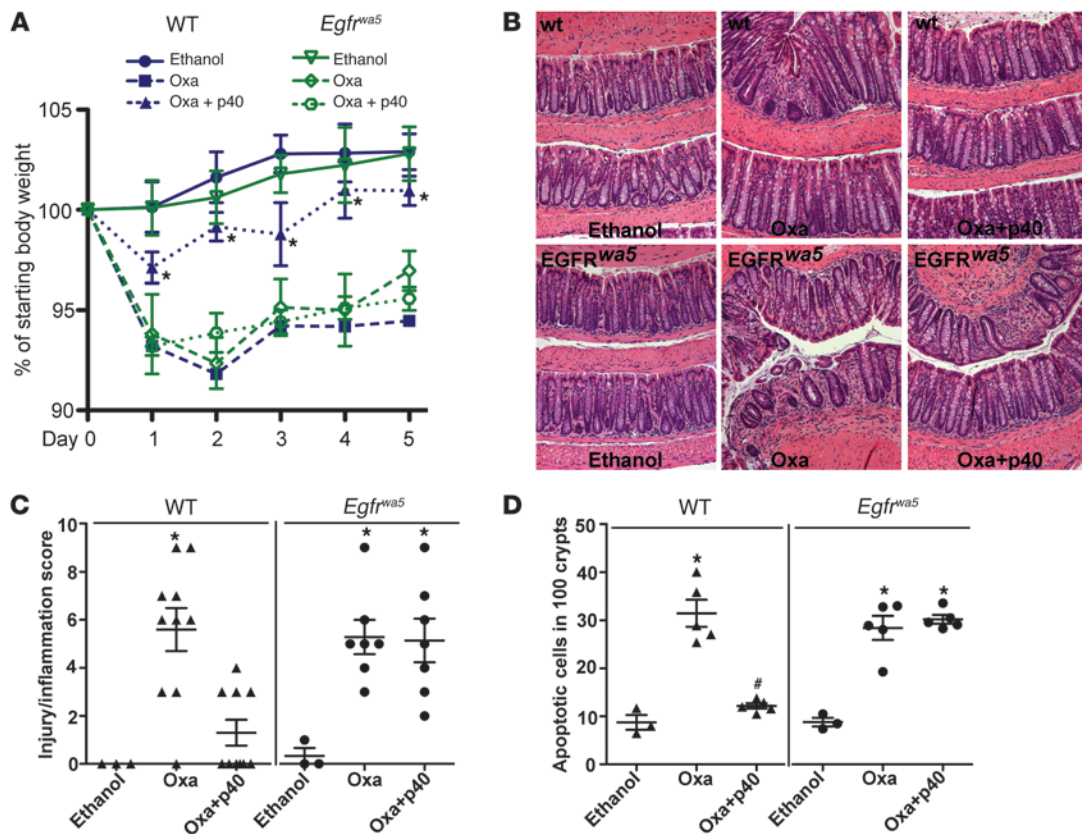 A
WT
Egfrwa5
Ethanol
Oxa
Oxa + p40
Ethanol
Oxa
Oxa + p40
% of starting body weight
105
100
95
90
Day 0 1 2 3 4 5
*
*
*
*
*
B
wt
wt
wt
Ethanol
Oxa
Oxa+p40
EGFRwa5
EGFRwa5
EGFRwa5
Ethanol
Oxa
Oxa+p40
C
WT
Egfrwa5
Injury/inflammation score
10
8
6
4
2
0
*
*
*
Ethanol
Oxa
Oxa+p40
Ethanol
Oxa
Oxa+p40
D
WT
Egfrwa5
Apoptotic cells in 100 crypts
50
40
30
20
10
0
*
#
*
*
Ethanol
Oxa
Oxa+p40
Ethanol
Oxa
Oxa+p40